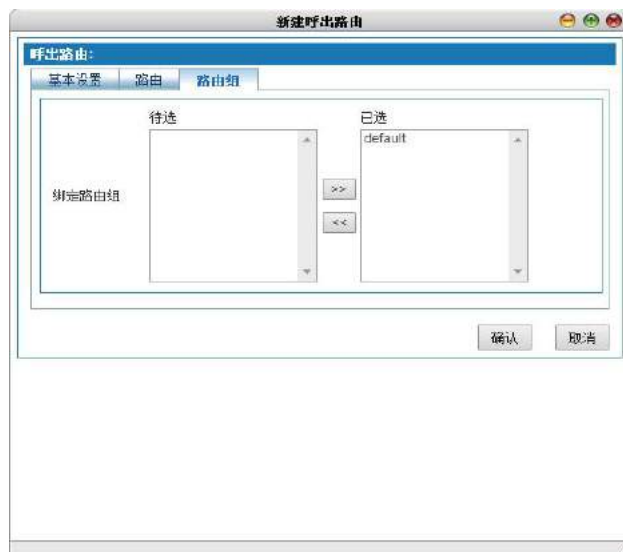 新建呼出路由
呼出路由:
基本设置 路由 路由组
待选 已选
default
>>
绑定路由组
<<
确认 取消